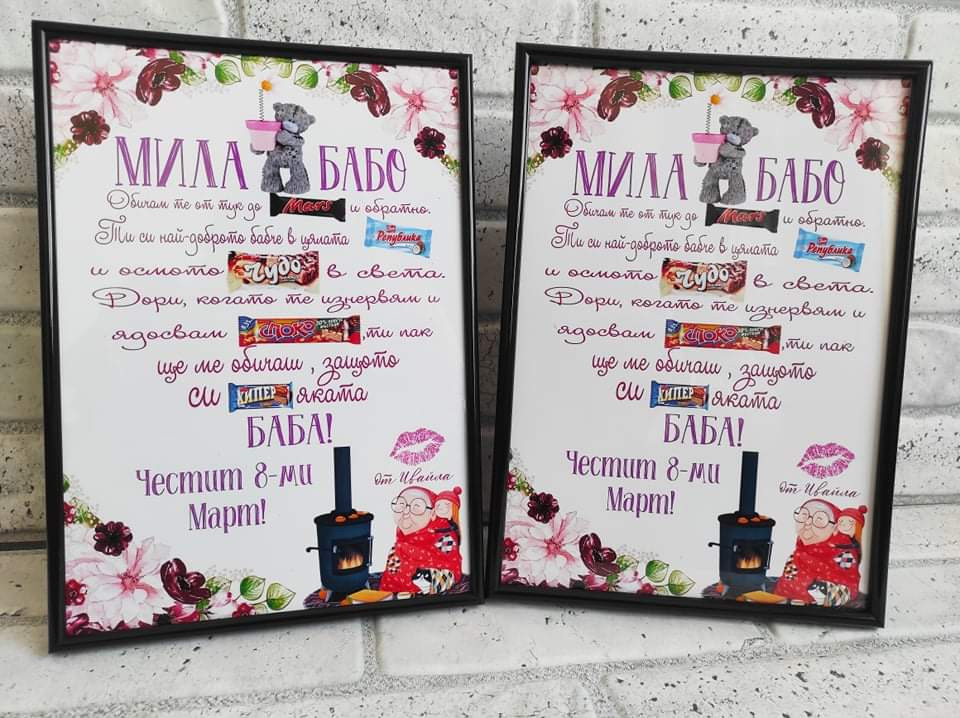 МИЛА БАБО
Обичам те от тук до Mars и обратно.
Ти си най-доброто бабче в цялата Република
и осмото Чудо в света.
Дори, когато те изнервям и
ядосвам ШОКО ,ти пак
ще ме обичаш , защото
си ХИПЕР яката
БАБА!
Честит 8-ми
Март!
от Ивайла
МИЛА БАБО
Обичам те от тук до Mars и обратно.
Ти си най-доброто бабче в цялата Република
и осмото Чудо в света.
Дори, когато те изнервям и
ядосвам ШОКО ,ти пак
ще ме обичаш , защото
си ХИПЕР яката
БАБА!
Честит 8-ми
Март!
от Ивайла